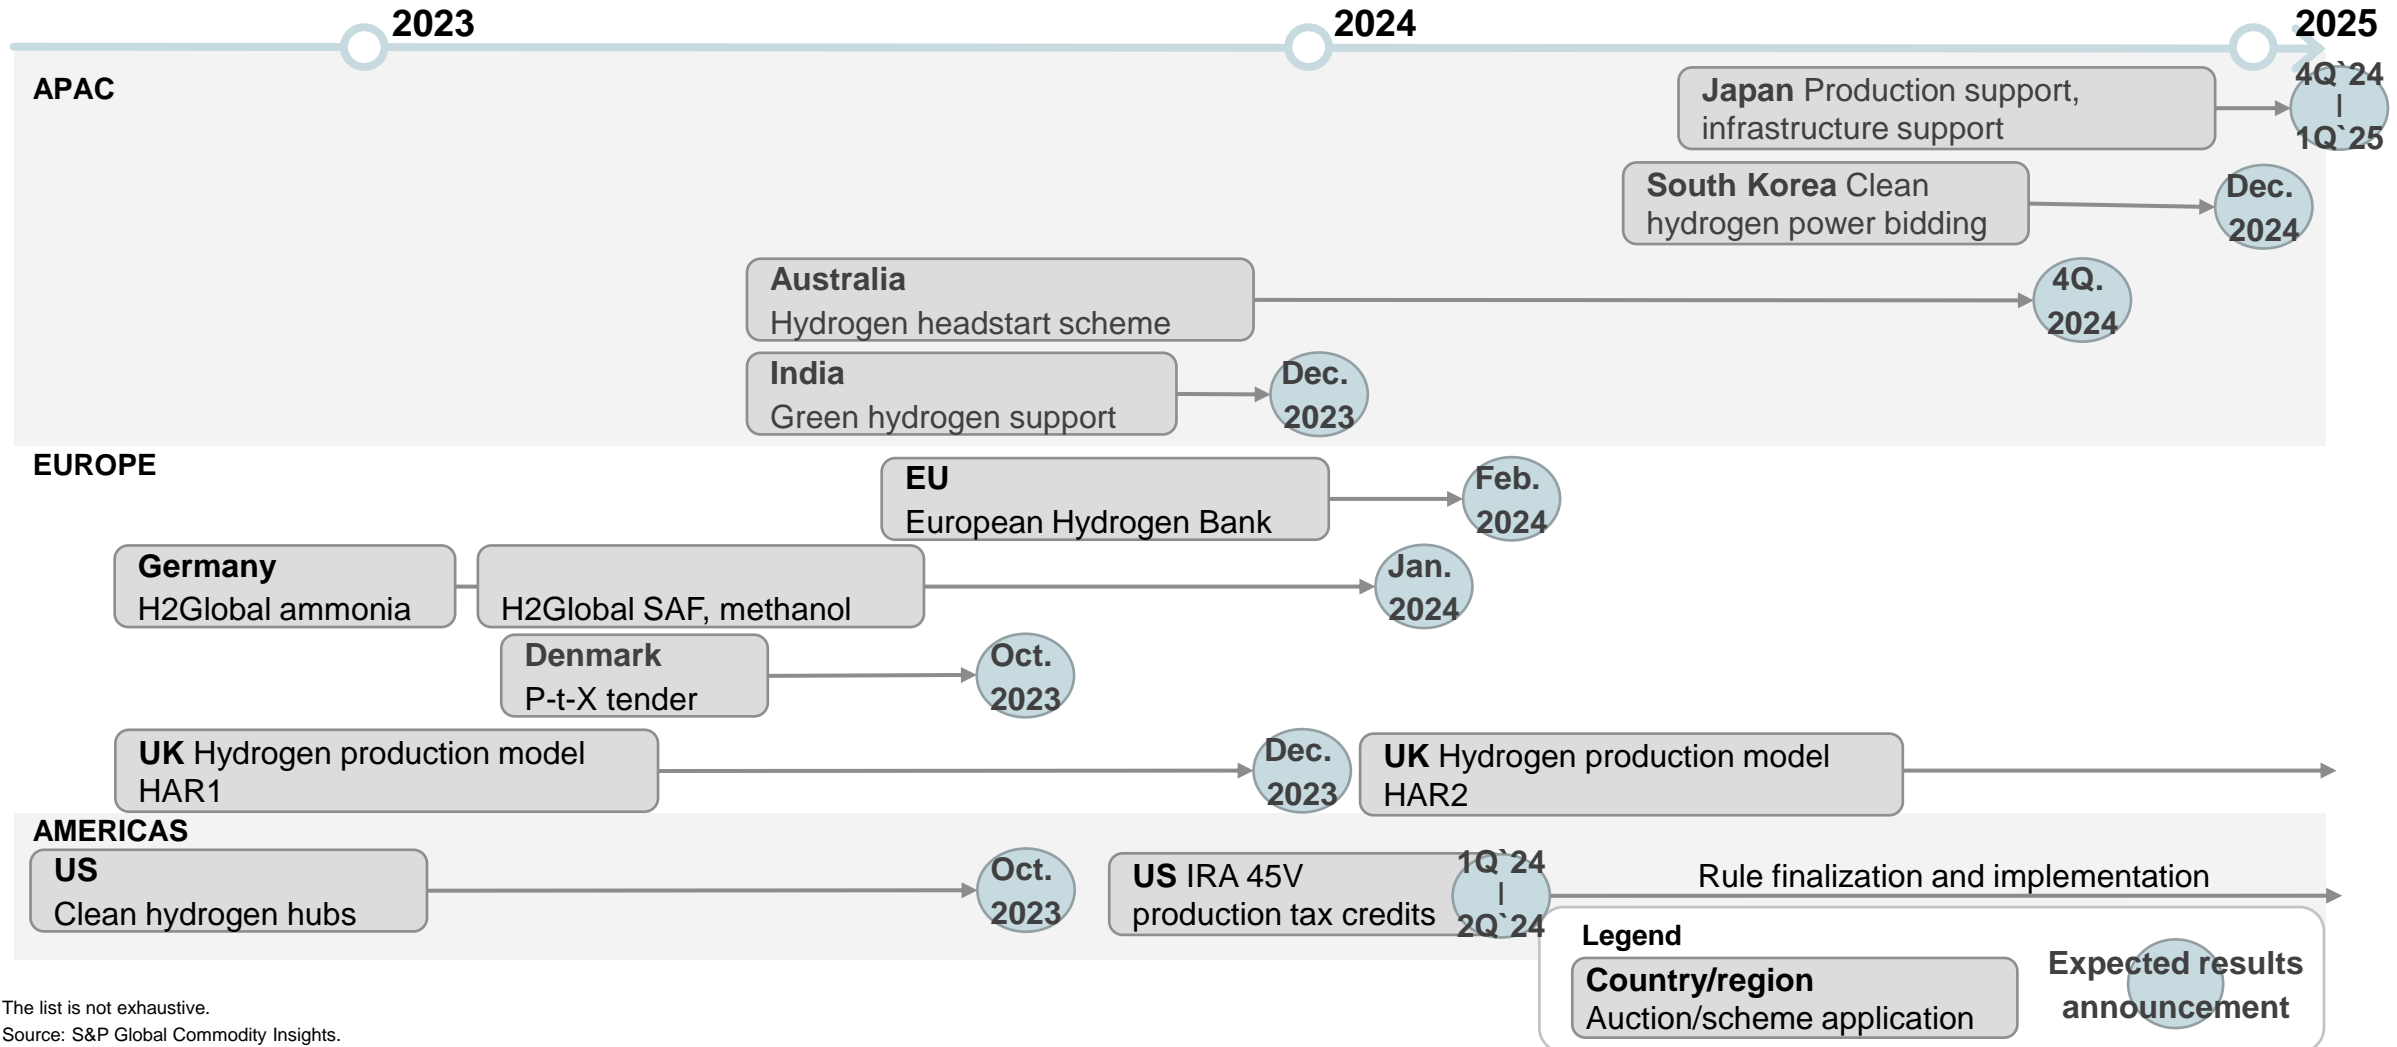 2023
2024
2025
APAC
Japan Production support,
infrastructure support
4Q`24
|
1Q`25
South Korea Clean
hydrogen power bidding
Dec.
2024
Australia
Hydrogen headstart scheme
4Q.
2024
India
Green hydrogen support
Dec.
2023
EUROPE
EU
European Hydrogen Bank
Feb.
2024
Germany
H2Global ammonia
H2Global SAF, methanol
Jan.
2024
Denmark
P-t-X tender
Oct.
2023
UK Hydrogen production model
HAR1
Dec.
2023
UK Hydrogen production model
HAR2
AMERICAS
US
Clean hydrogen hubs
Oct.
2023
US IRA 45V
production tax credits
1Q`24
|
2Q`24
Rule finalization and implementation
Legend
Country/region
Auction/scheme application
Expected results
announcement
The list is not exhaustive.
Source: S&P Global Commodity Insights.